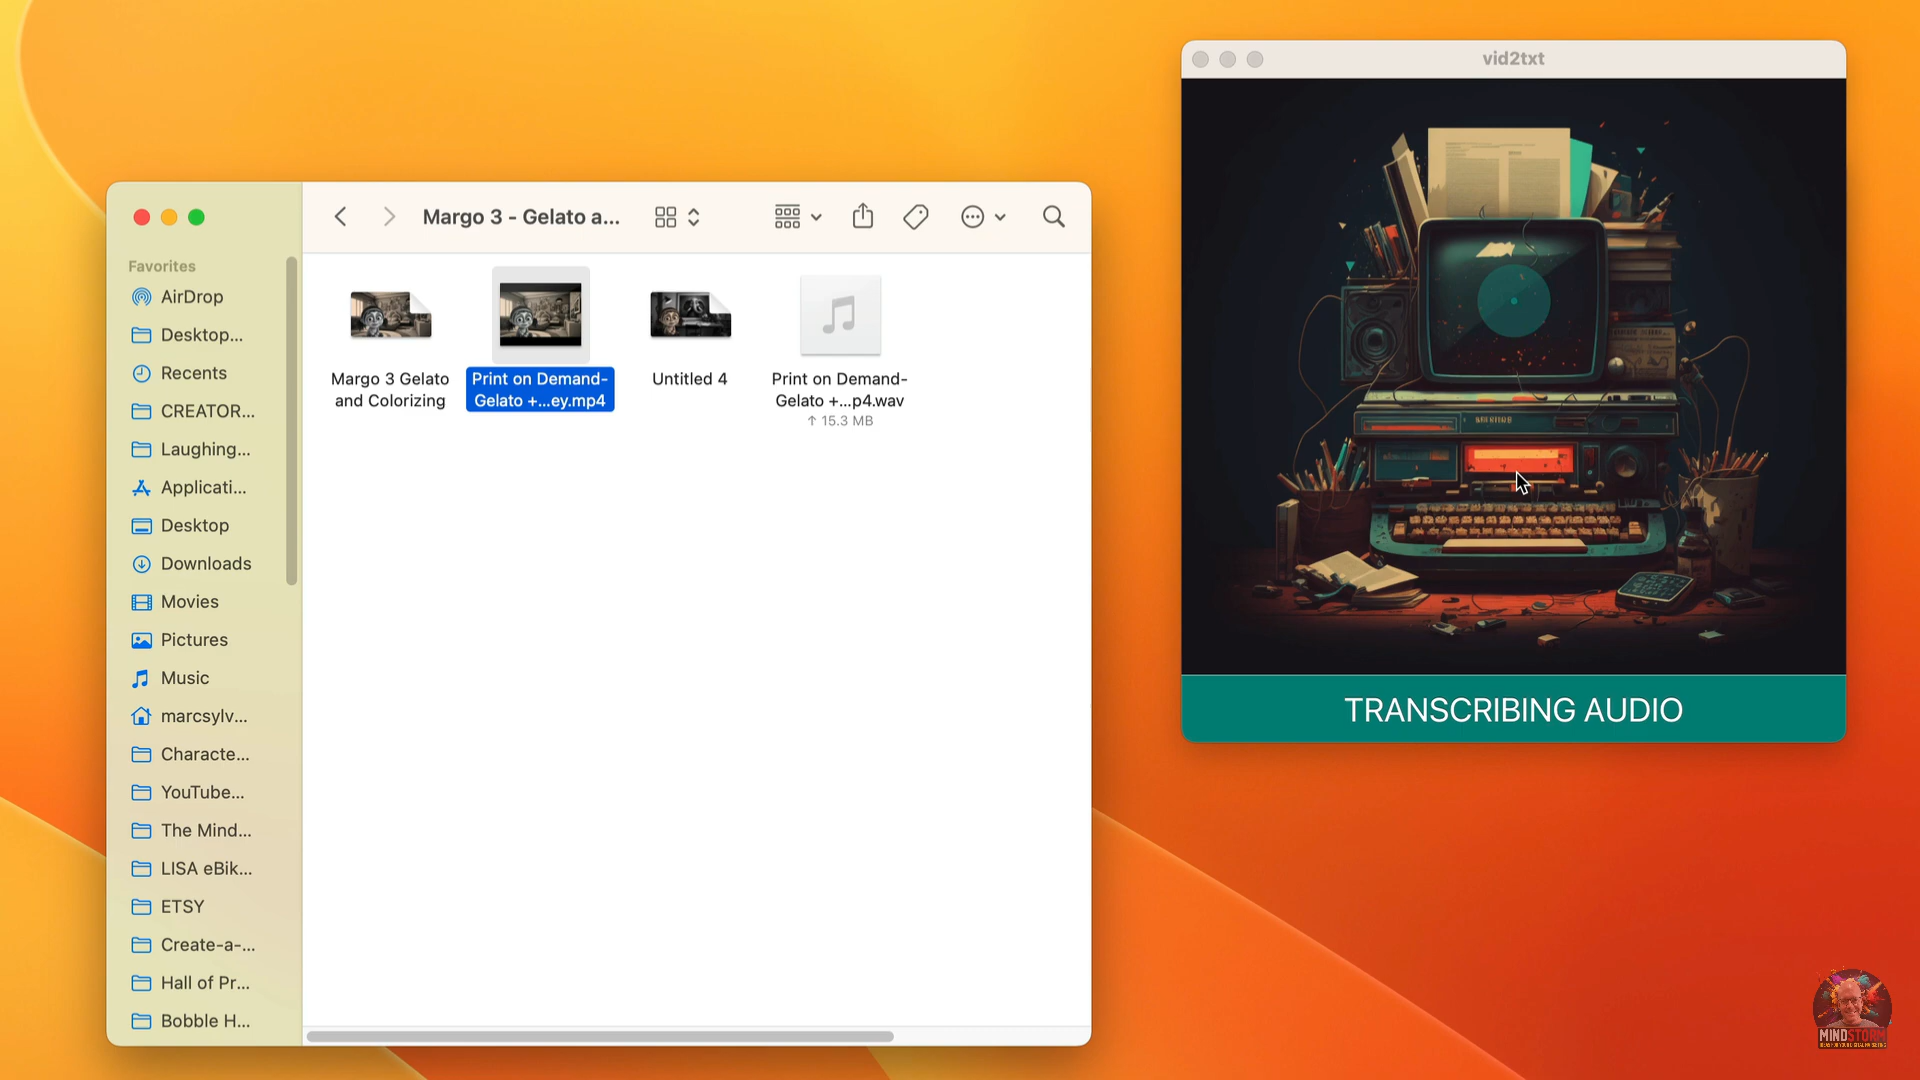 vid2txt
Margo 3 - Gelato a...
Favorites
AirDrop
Desktop...
Recents
CREATOR...
Laughing...
Applicati...
Desktop
Downloads
Movies
Pictures
Music
marcsylv...
Characte...
YouTube...
The Mind...
LISA eBik...
ETSY
Create-a-...
Hall of Pr...
Bobble H...
Margo 3 Gelato
and Colorizing
Print on Demand-
Gelato +...ey.mp4
Untitled 4
Print on Demand-
Gelato +...p4.wav
↑ 15.3 MB
TRANSCRIBING AUDIO
MINDSTORM